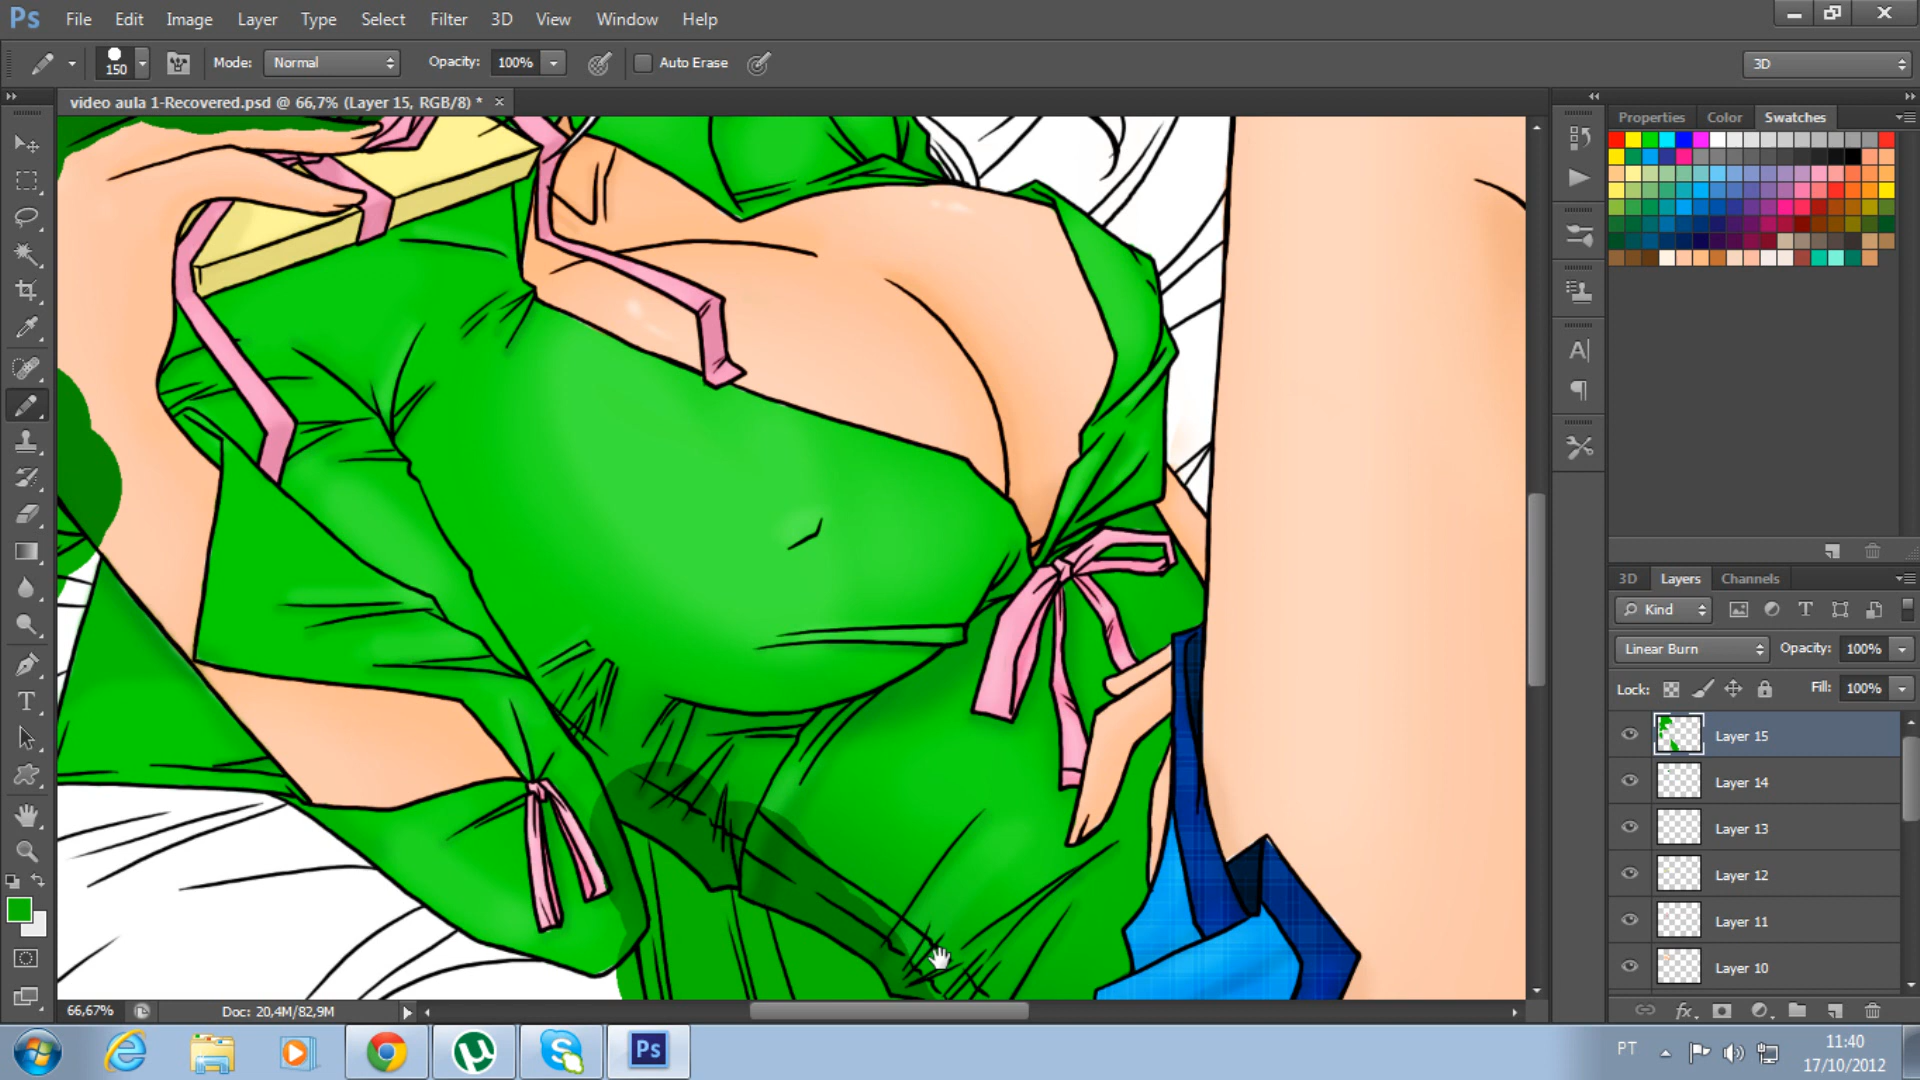 Ps File Edit Image Layer Type Select Filter 3D View Window Help
150 Mode: Normal Opacity: 100% Auto Erase 3D
video aula 1-Recovered.psd @ 66,7% (Layer 15, RGB/8) * ×
Properties Color Swatches
3D Layers Channels
Kind
Linear Burn Opacity: 100%
Lock: Fill: 100%
Layer 15
Layer 14
Layer 13
Layer 12
Layer 11
Layer 10
66,67% Doc: 20,4M/82,9M
fx
Ps
PT
11:40
17/10/2012